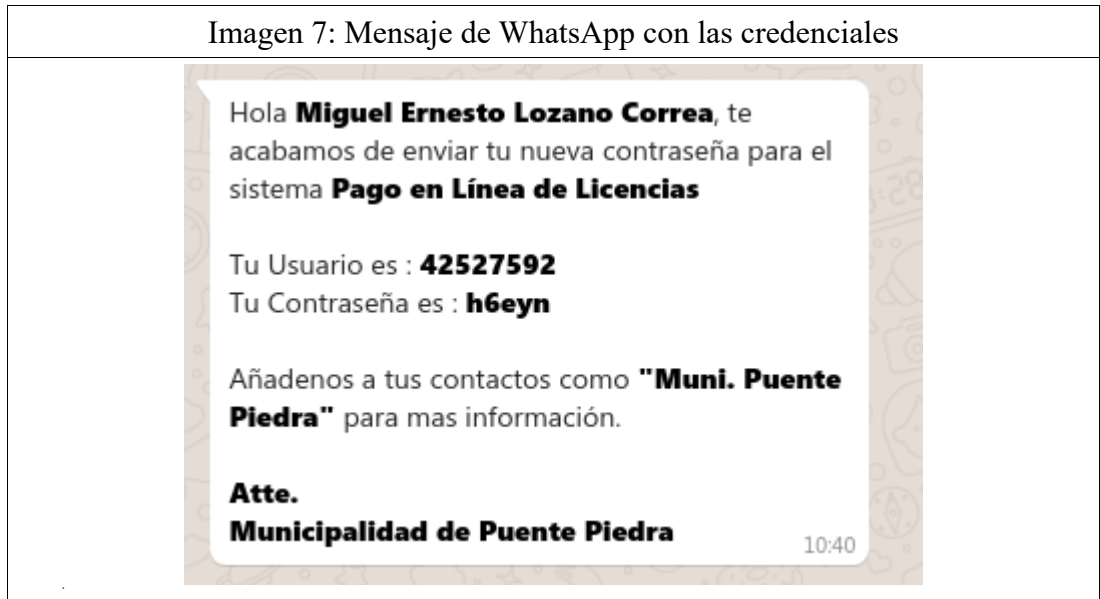 Imagen 7: Mensaje de WhatsApp con las credenciales
Hola Miguel Ernesto Lozano Correa, te
acabamos de enviar tu nueva contraseña para el
sistema Pago en Línea de Licencias
Tu Usuario es : 42527592
Tu Contraseña es : h6eyn
Añadenos a tus contactos como "Muni. Puente
Piedra" para mas información.
Atte.
Municipalidad de Puente Piedra
10:40